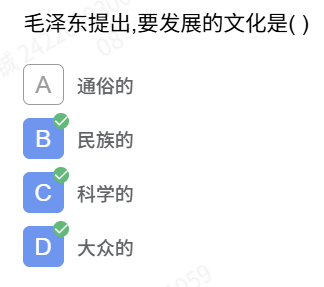 毛泽东提出,要发展的文化是( )
A 通俗的
B 民族的
C 科学的
D 大众的